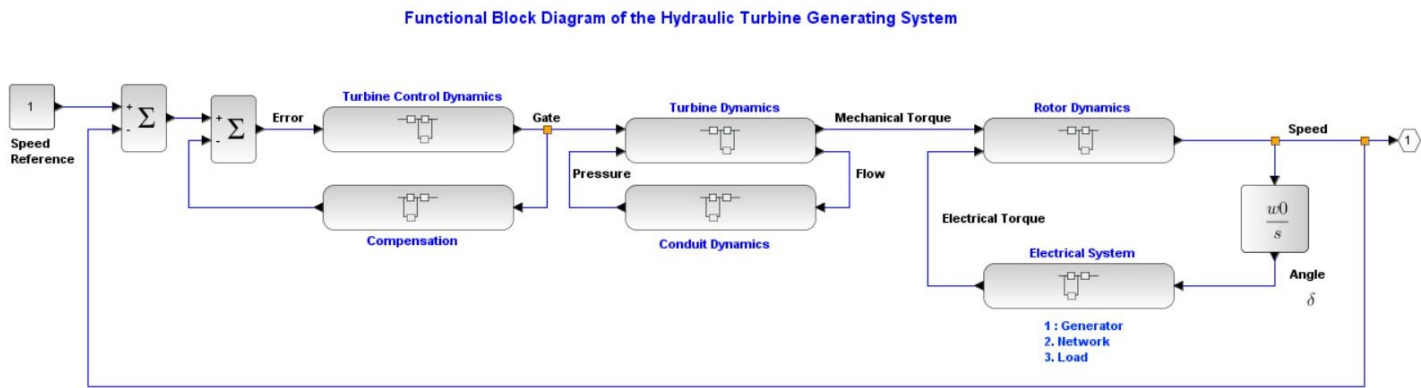 Functional Block Diagram of the Hydraulic Turbine Generating System
1
Speed
Reference
+
-
Σ
+
-
Σ
Error
Turbine Control Dynamics
Gate
Compensation
Turbine Dynamics
Pressure
Flow
Conduit Dynamics
Mechanical Torque
Rotor Dynamics
Speed
1
Electrical Torque
w0
s
Angle
δ
Electrical System
1 : Generator
2. Network
3. Load